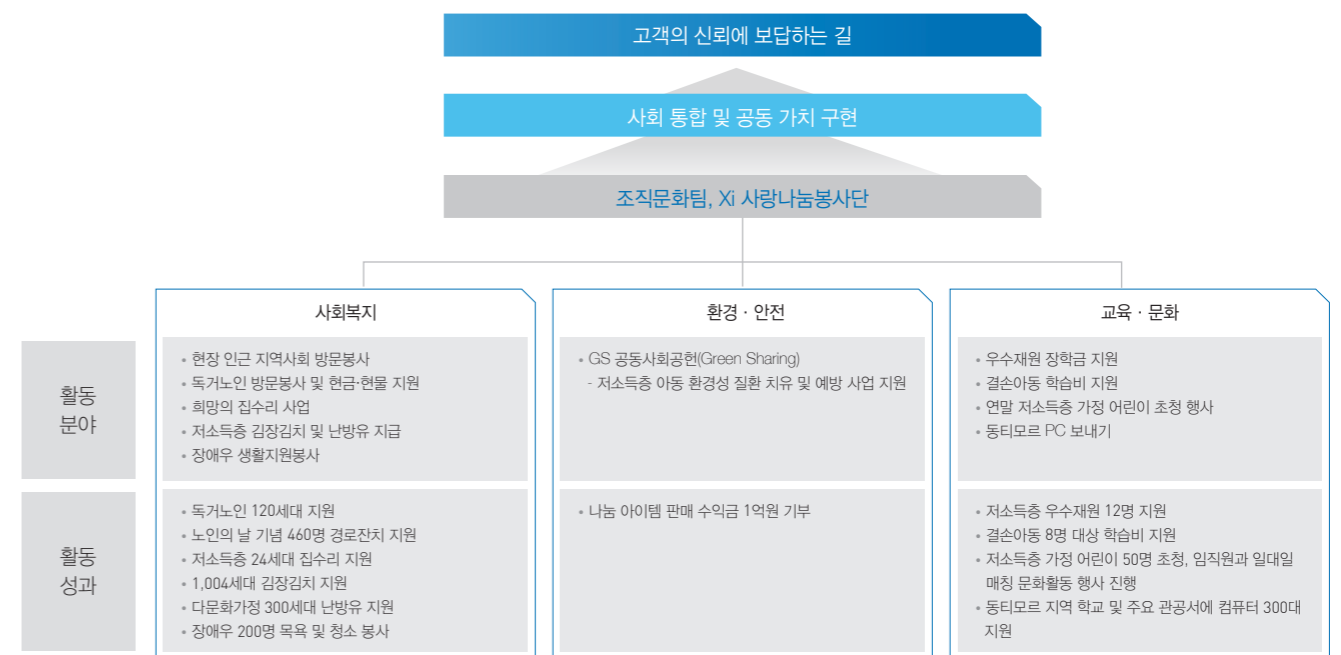 고객의 신뢰에 보답하는 길
사회 통합 및 공동 가치 구현
조직문화팀, Xi 사랑나눔봉사단
사회복지
환경 · 안전
교육 · 문화
활동
분야
• 현장 인근 지역사회 방문봉사
• 독거노인 방문봉사 및 현금·현물 지원
• 희망의 집수리 사업
• 저소득층 김장김치 및 난방유 지급
• 장애우 생활지원봉사
• GS 공동사회공헌(Green Sharing)
- 저소득층 아동 환경성 질환 치유 및 예방 사업 지원
• 우수재원 장학금 지원
• 결손아동 학습비 지원
• 연말 저소득층 가정 어린이 초청 행사
• 동티모르 PC 보내기
활동
성과
• 독거노인 120세대 지원
• 노인의 날 기념 460명 경로잔치 지원
• 저소득층 24세대 집수리 지원
• 1,004세대 김장김치 지원
• 다문화가정 300세대 난방유 지원
• 장애우 200명 목욕 및 청소 봉사
• 나눔 아이템 판매 수익금 1억원 기부
• 저소득층 우수재원 12명 지원
• 결손아동 8명 대상 학습비 지원
• 저소득층 가정 어린이 50명 초청, 임직원과 일대일
매칭 문화활동 행사 진행
• 동티모르 지역 학교 및 주요 관공서에 컴퓨터 300대
지원